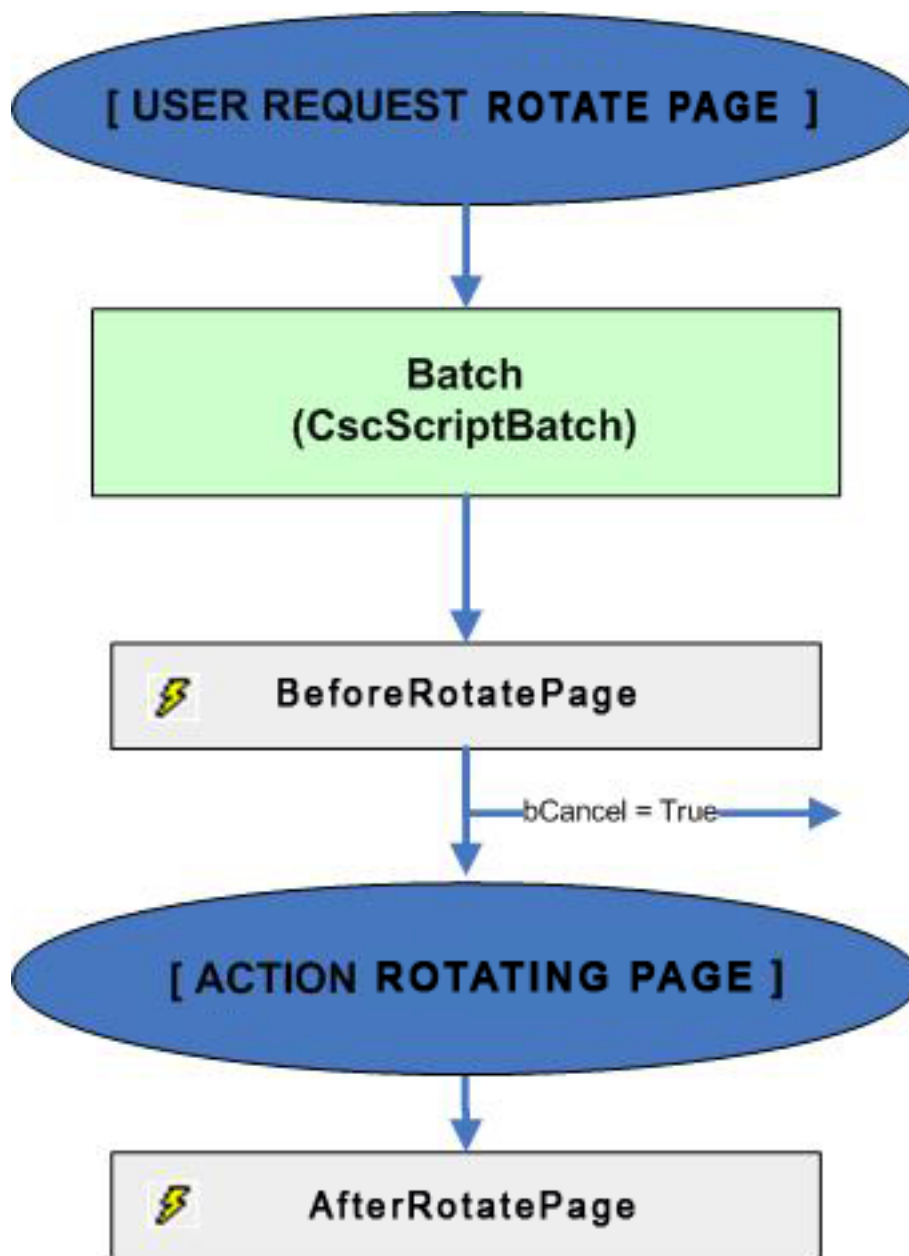 [ USER REQUEST ROTATE PAGE ]
Batch
(CscScriptBatch)
BeforeRotatePage
bCancel = True
[ ACTION ROTATING PAGE ]
AfterRotatePage